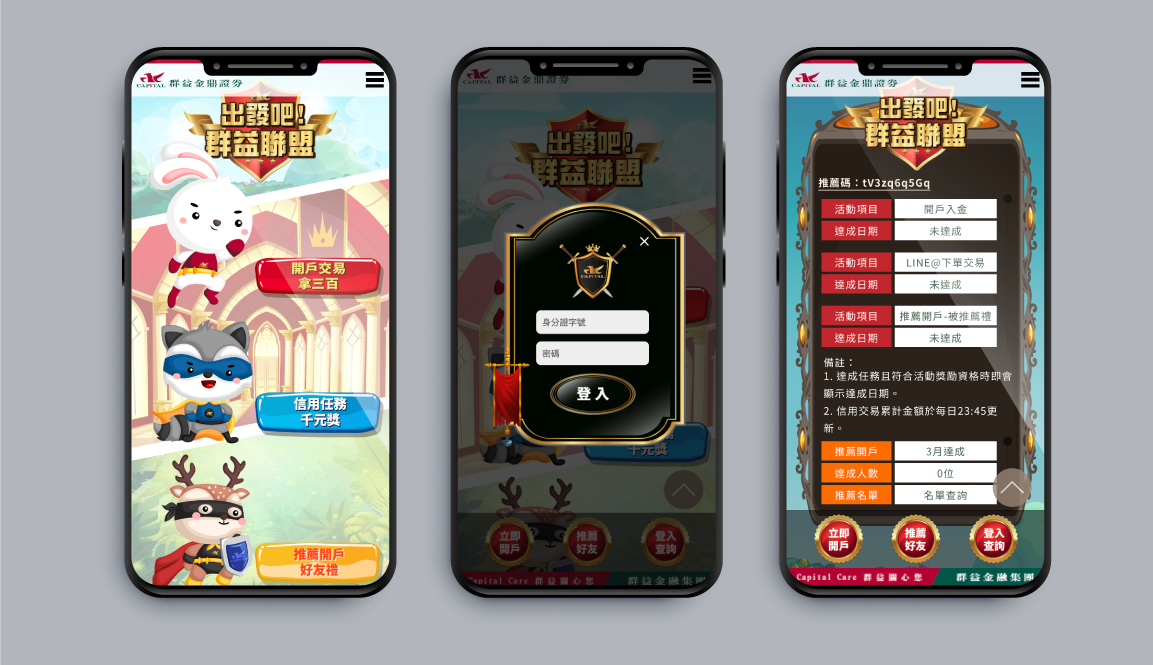 CAPITAL 群益金鼎證券
出發吧!
群益聯盟
開戶交易
拿三百
信用任務
千元獎
推薦開戶
好友禮
CAPITAL 群益金鼎證券
出發吧!
群益聯盟
CAPITAL
身分證字號
密碼
登入
千元獎
立即
開戶
推薦
好友
登入
查詢
Capital Care 群益關心您 群益金融集團
CAPITAL 群益金鼎證券
出發吧!
群益聯盟
推薦碼：tV3zq6q5Gq
活動項目 開戶入金
達成日期 未達成
活動項目 LINE@下單交易
達成日期 未達成
活動項目 推薦開戶-被推薦禮
達成日期 未達成
備註：
1. 達成任務且符合活動獎勵資格時即會
顯示達成日期。
2. 信用交易累計金額於每日23:45更
新。
推薦開戶 3月達成
達成人數 0位
推薦名單 名單查詢
立即
開戶
推薦
好友
登入
查詢
Capital Care 群益關心您 群益金融集團